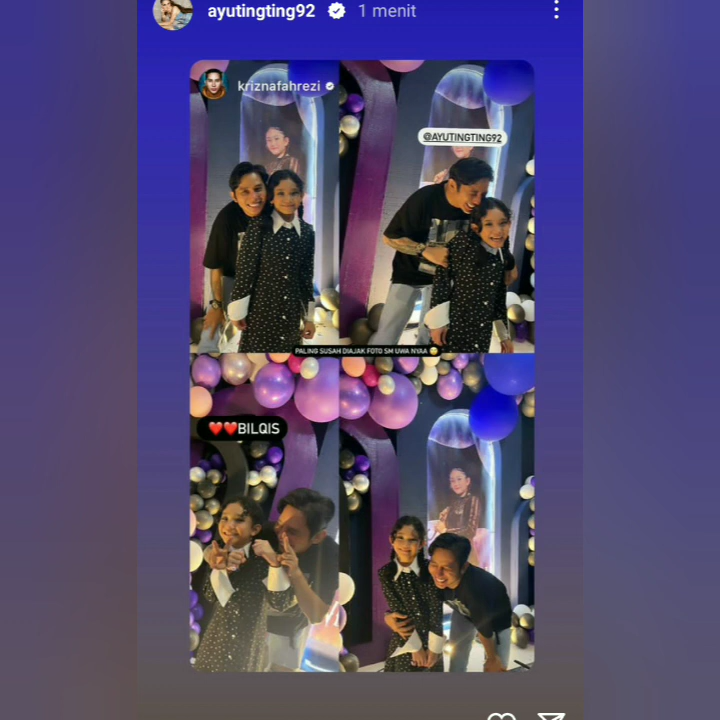 ayutingting92 1 menit
kriznafahrezi
@AYUTINGTING92
PALING SUSAH DIAJAK FOTO SM UWA NYAA 😪
❤️❤️BILQIS